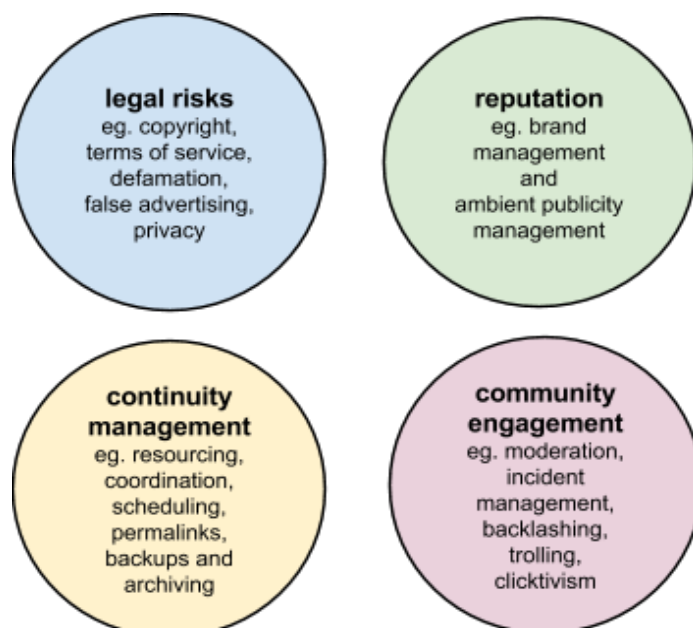 legal risks
eg. copyright,
terms of service,
defamation,
false advertising,
privacy
reputation
eg. brand
management
and
ambient publicity
management
continuity
management
eg. resourcing,
coordination,
scheduling,
permalinks,
backups and
archiving
community
engagement
eg. moderation,
incident
management,
backlashing,
trolling,
clicktivism